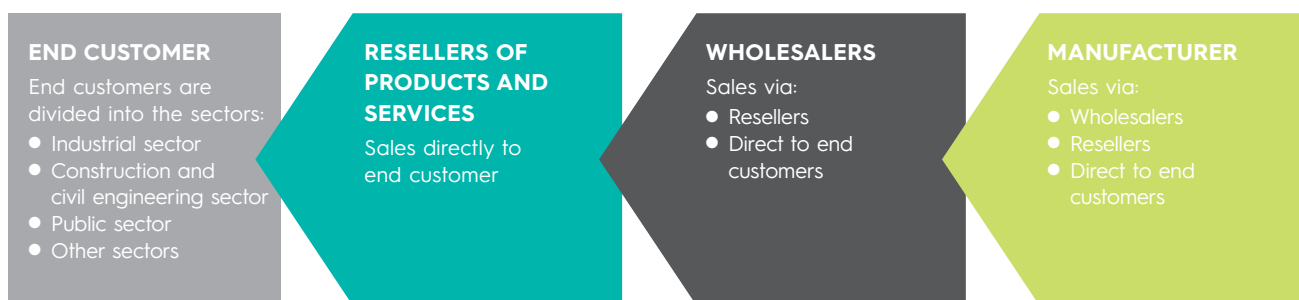 END CUSTOMER
End customers are
divided into the sectors:
● Industrial sector
● Construction and
civil engineering sector
● Public sector
● Other sectors
RESELLERS OF
PRODUCTS AND
SERVICES
Sales directly to
end customer
WHOLESALERS
Sales via:
● Resellers
● Direct to end
customers
MANUFACTURER
Sales via:
● Wholesalers
● Resellers
● Direct to end
customers